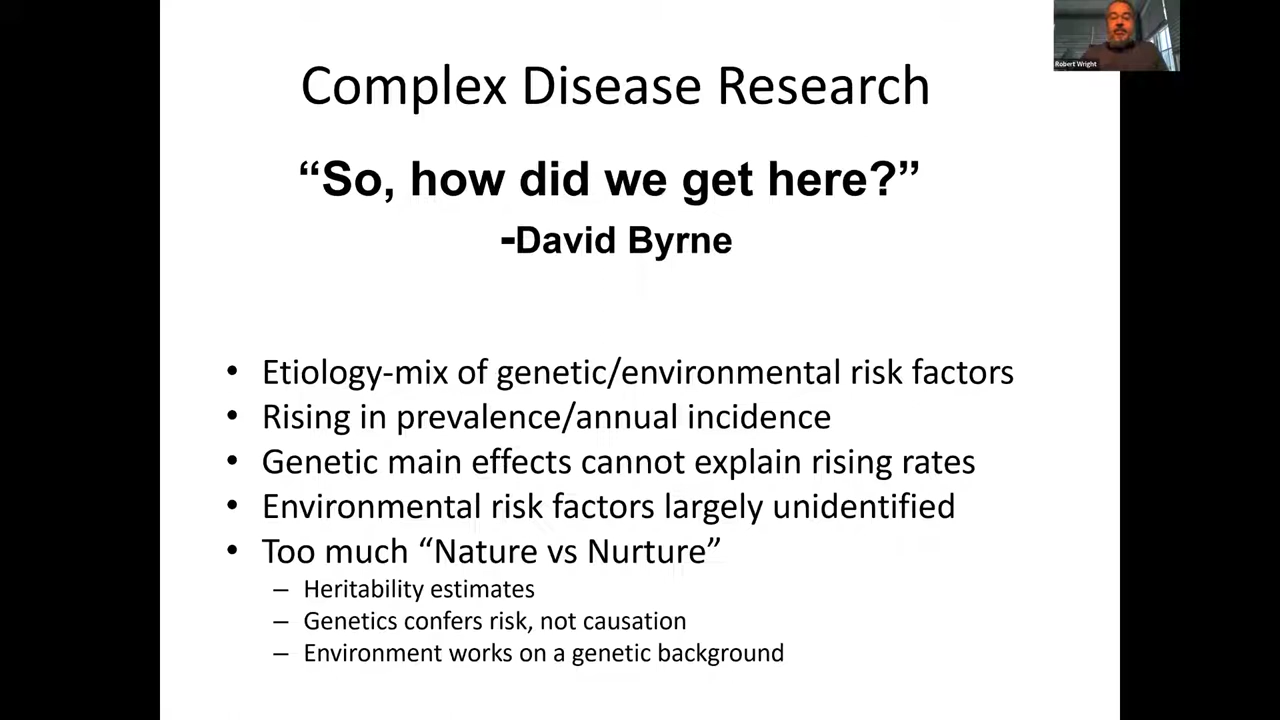 Robert Wright
Complex Disease Research
“So, how did we get here?”
-David Byrne
• Etiology-mix of genetic/environmental risk factors
• Rising in prevalence/annual incidence
• Genetic main effects cannot explain rising rates
• Environmental risk factors largely unidentified
• Too much “Nature vs Nurture”
– Heritability estimates
– Genetics confers risk, not causation
– Environment works on a genetic background